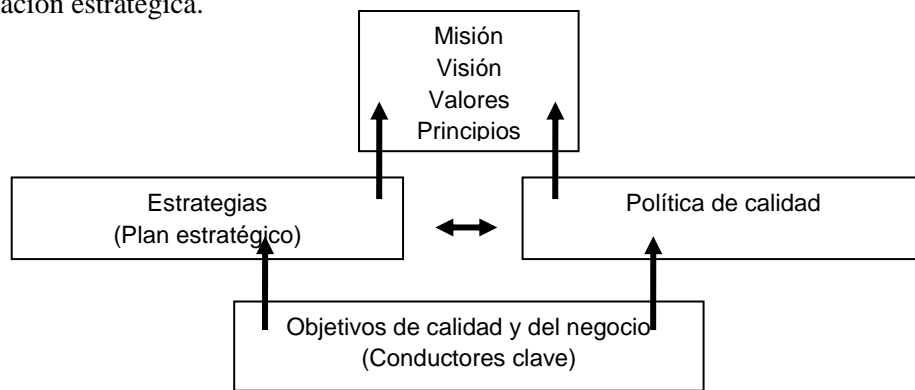 ación estratégica.
Misión
Visión
Valores
Principios
Estrategias
(Plan estratégico)
Política de calidad
Objetivos de calidad y del negocio
(Conductores clave)